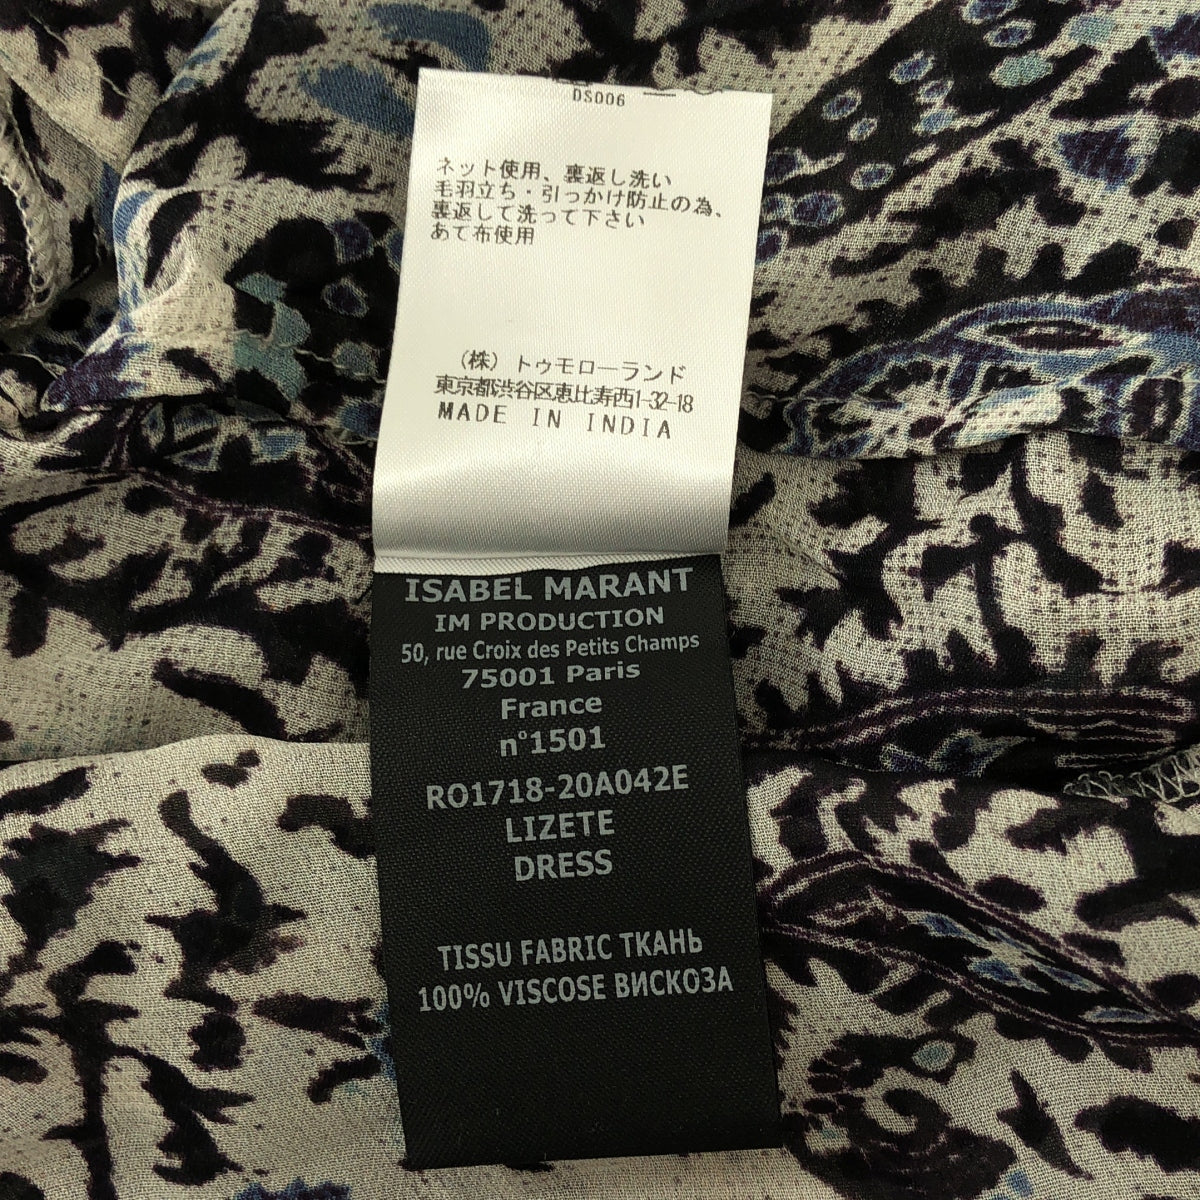 DS006
ネット使用、裏返し洗い
毛羽立ち・引っかけ防止の為、
裏返して洗って下さい
あて布使用
（株）トゥモローランド
東京都渋谷区恵比寿西1-32-18
MADE IN INDIA
ISABEL MARANT
IM PRODUCTION
50, rue Croix des Petits Champs
75001 Paris
France
n°1501
RO1718-20A042E
LIZETE
DRESS
TISSU FABRIC ТКАНЬ
100% VISCOSE ВИСКОЗА